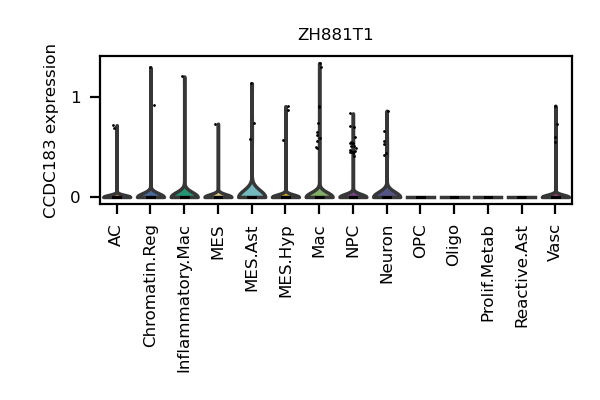 ZH881T1
CCDC183 expression
1
0
AC
Chromatin.Reg
Inflammatory.Mac
MES
MES.Ast
MES.Hyp
Mac
NPC
Neuron
OPC
Oligo
Prolif.Metab
Reactive.Ast
Vasc